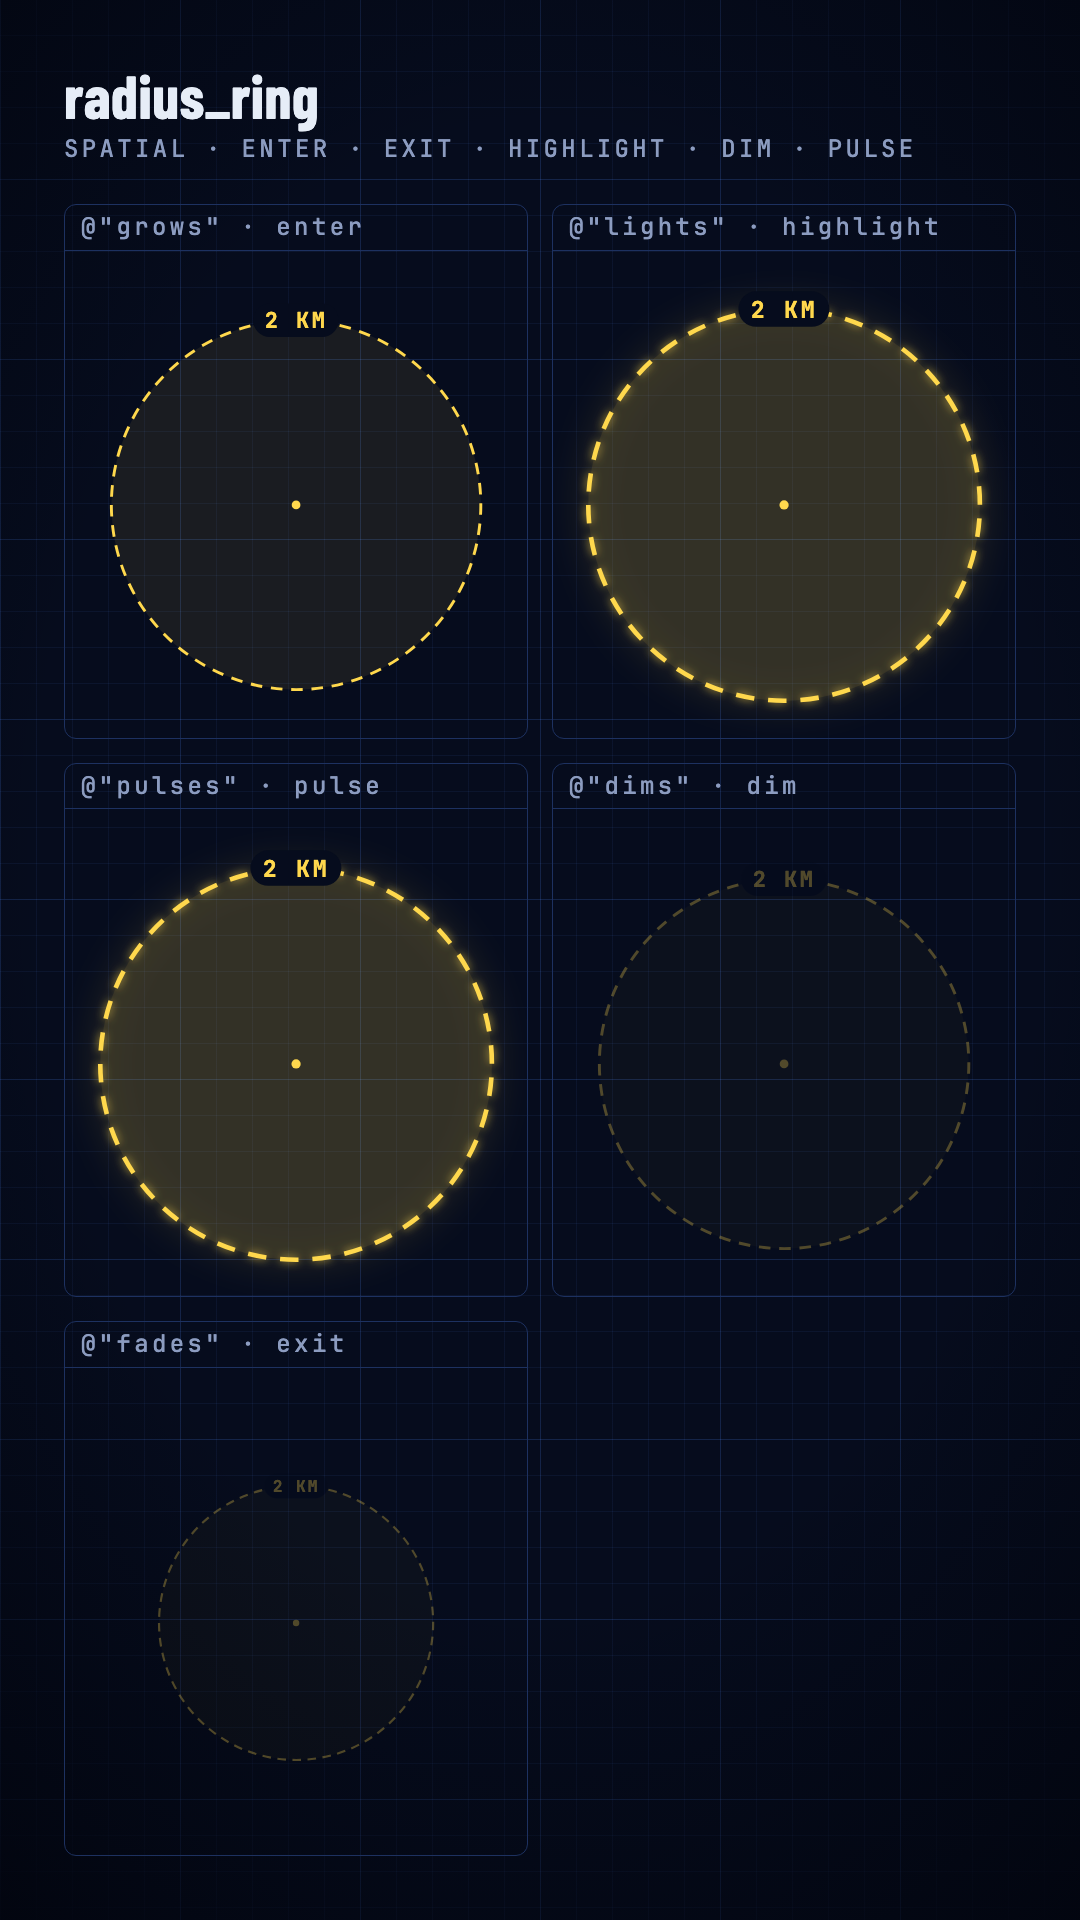 radius_ring
SPATIAL · ENTER · EXIT · HIGHLIGHT · DIM · PULSE
@"grows" · enter
2 KM
@"lights" · highlight
2 KM
@"pulses" · pulse
2 KM
@"dims" · dim
2 KM
@"fades" · exit
2 KM